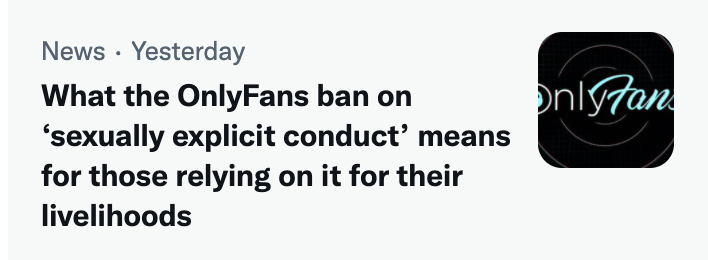 News · Yesterday
What the OnlyFans ban on
‘sexually explicit conduct’ means
for those relying on it for their
livelihoods
OnlyFans